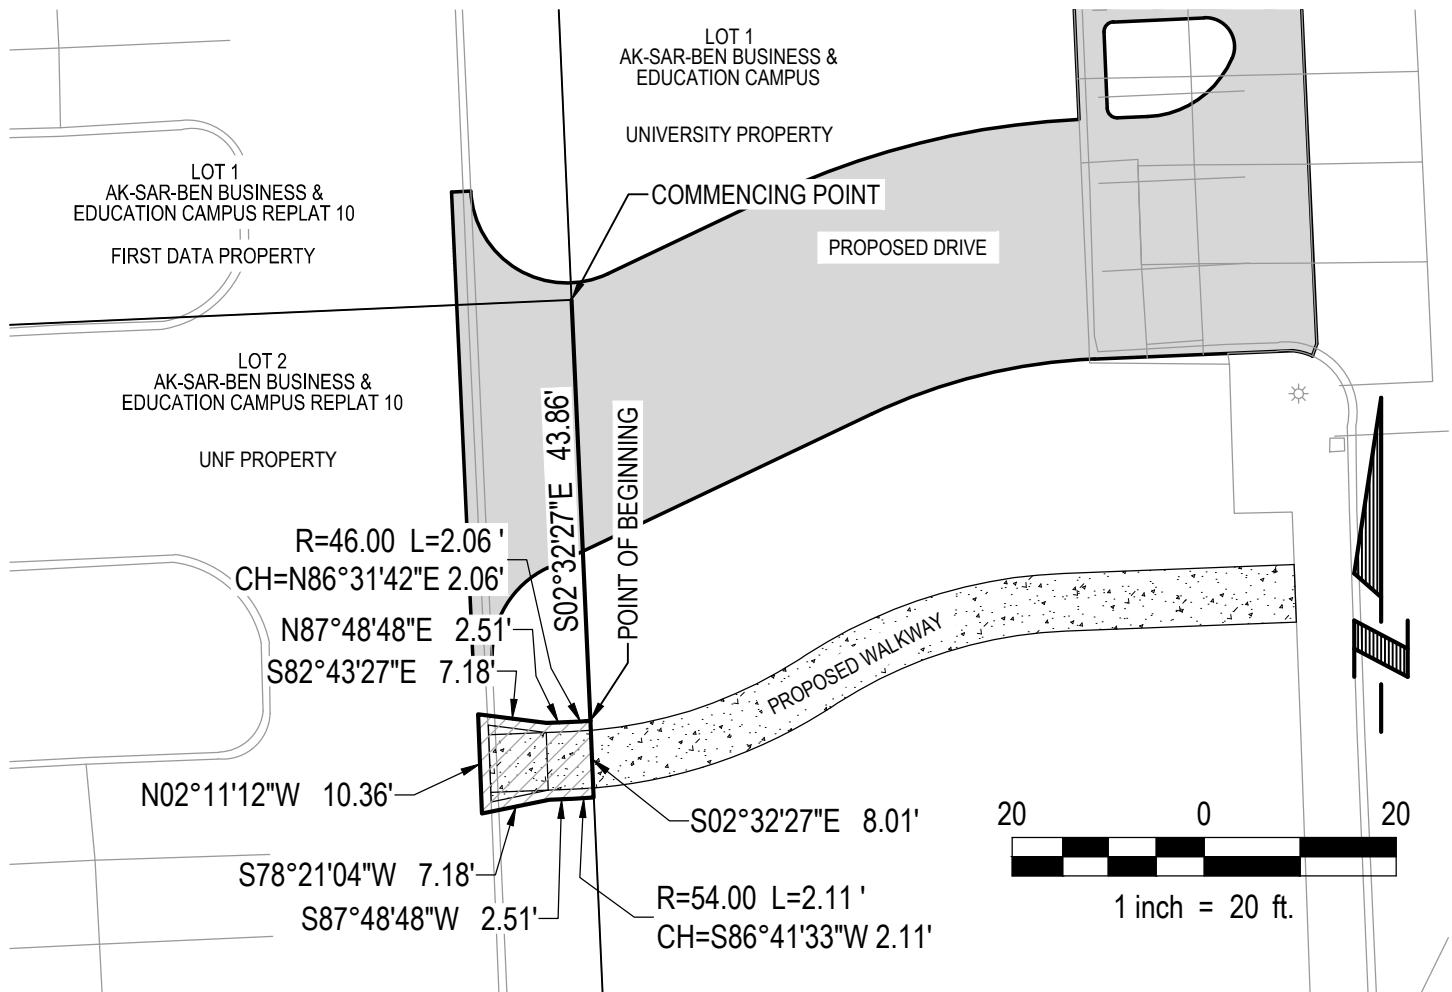 LOT 1
AK-SAR-BEN BUSINESS &
EDUCATION CAMPUS
UNIVERSITY PROPERTY
LOT 1
AK-SAR-BEN BUSINESS &
EDUCATION CAMPUS REPLAT 10
FIRST DATA PROPERTY
COMMENCING POINT
PROPOSED DRIVE
LOT 2
AK-SAR-BEN BUSINESS &
EDUCATION CAMPUS REPLAT 10
UNF PROPERTY
S02°32'27"E 43.86'
POINT OF BEGINNING
R=46.00 L=2.06 '
CH=N86°31'42"E 2.06'
N87°48'48"E 2.51'
S82°43'27"E 7.18'
PROPOSED WALKWAY
N02°11'12"W 10.36'
S02°32'27"E 8.01'
S78°21'04"W 7.18'
S87°48'48"W 2.51'
R=54.00 L=2.11 '
CH=S86°41'33"W 2.11'
20 0 20
1 inch = 20 ft.